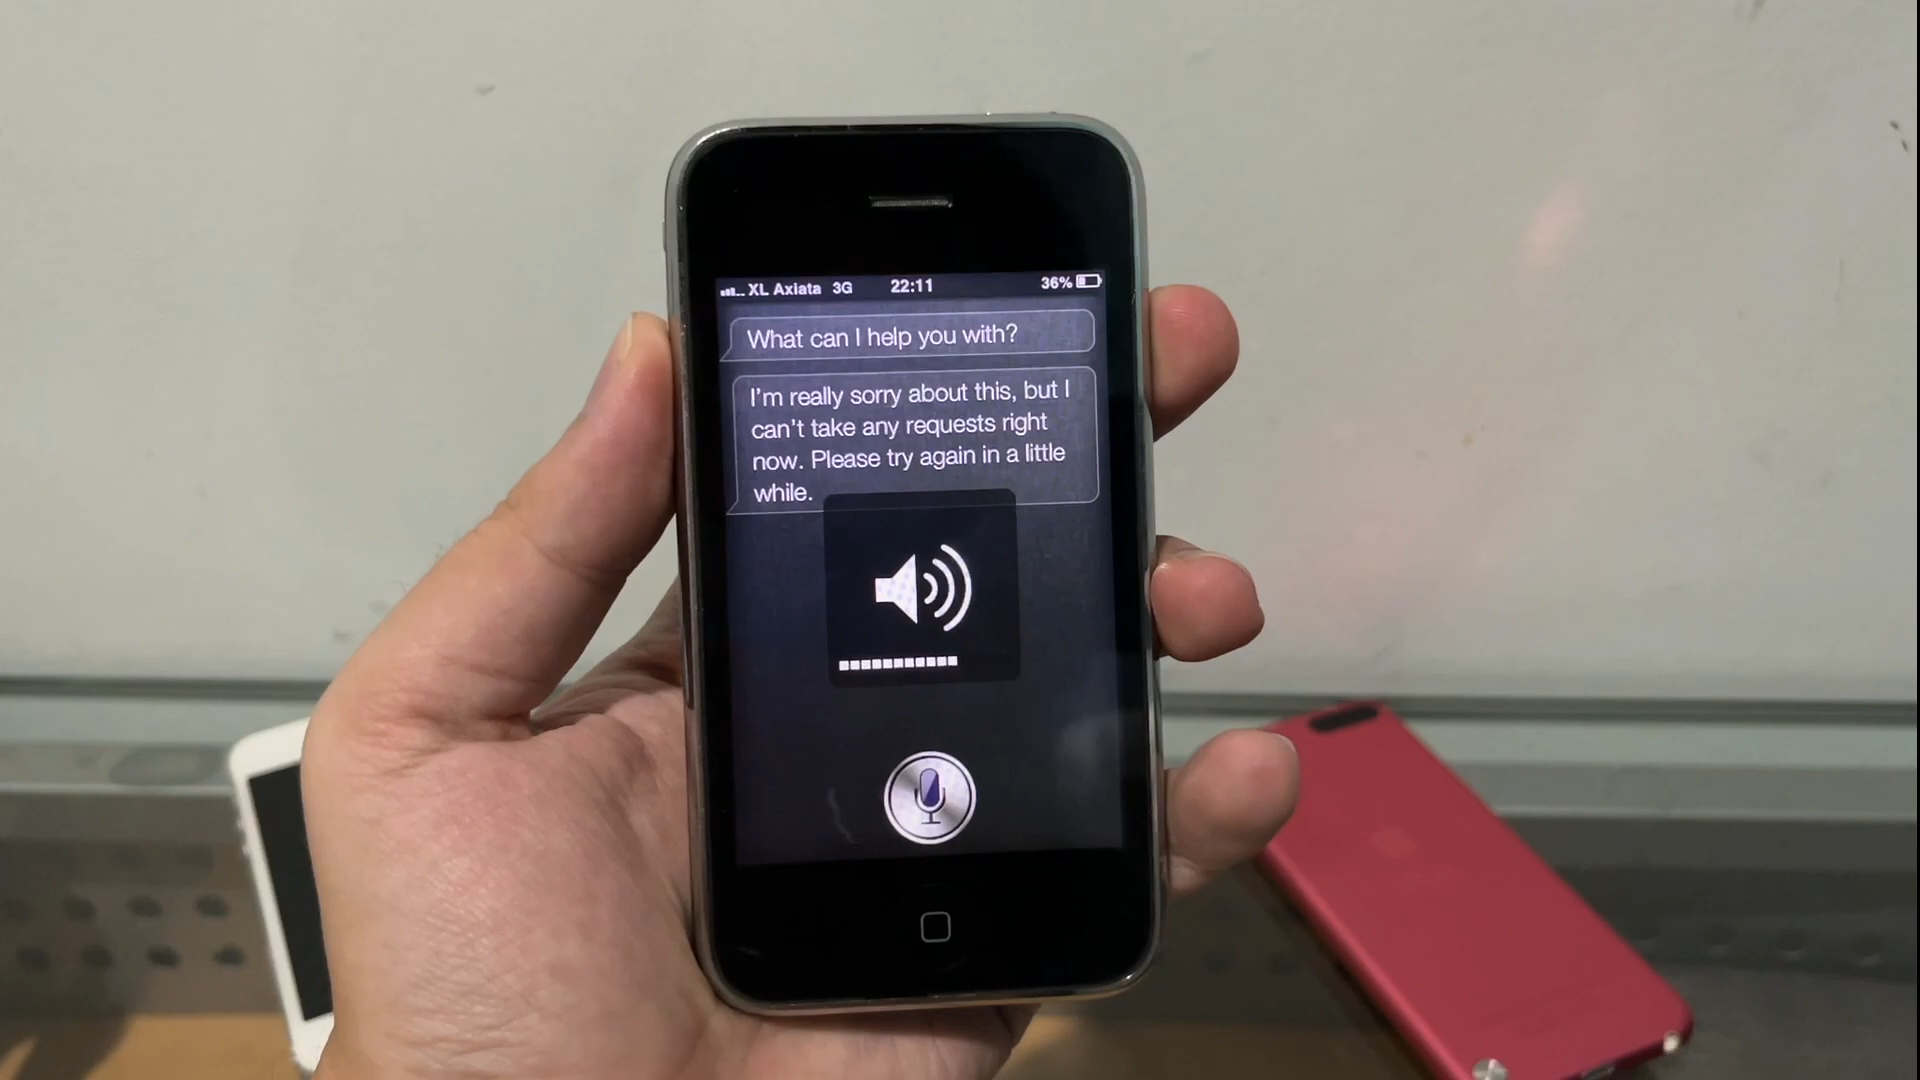 XL Axiata 3G 22:11 36%
What can I help you with?
I'm really sorry about this, but I
can't take any requests right
now. Please try again in a little
while.